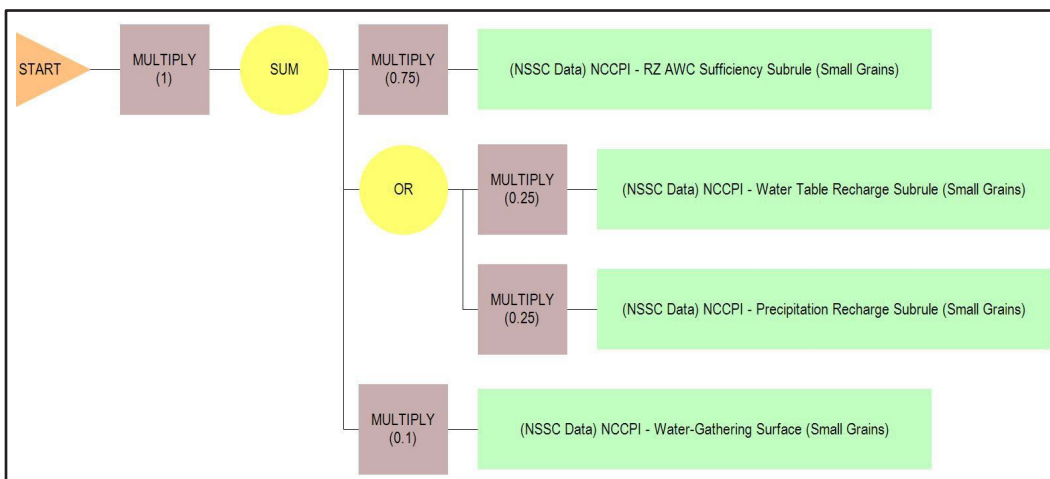 START
MULTIPLY
(1)
SUM
MULTIPLY
(0.75)
(NSSC Data) NCCPI - RZ AWC Sufficiency Subrule (Small Grains)
OR
MULTIPLY
(0.25)
(NSSC Data) NCCPI - Water Table Recharge Subrule (Small Grains)
MULTIPLY
(0.25)
(NSSC Data) NCCPI - Precipitation Recharge Subrule (Small Grains)
MULTIPLY
(0.1)
(NSSC Data) NCCPI - Water-Gathering Surface (Small Grains)